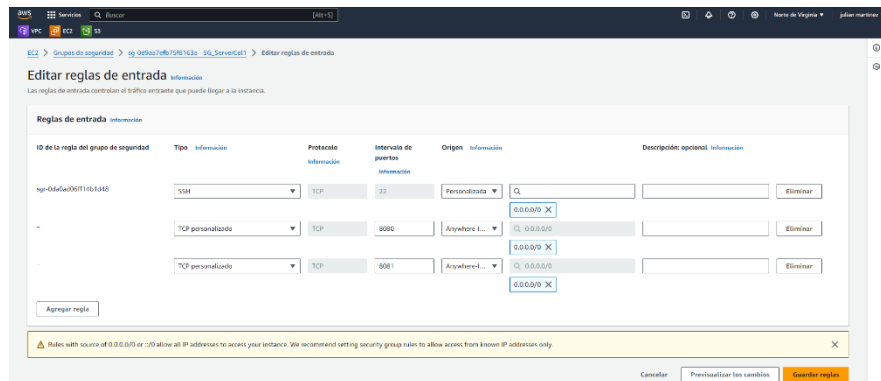 aws Servicios Buscar [Alt+S] Norte de Virginia julian martinez
VPC EC2 S3
EC2 > Grupos de seguridad > - SG_ServerCet1 > Editar reglas de entrada
Editar reglas de entrada Información
Las reglas de entrada controlan el tráfico entrante que puede llegar a la instancia.
Reglas de entrada Información
ID de la regla del grupo de seguridad Tipo Información Protocolo Información Intervalo de puertos Información Origen Información Descripción: opcional Información
sgr-0da0ad06ff14b1d48 SSH TCP 22 Personalizada Eliminar
0.0.0.0/0 X
- TCP personalizado TCP 8080 Anywhere-I... 0.0.0.0/0 Eliminar
0.0.0.0/0 X
- TCP personalizado TCP 8081 Anywhere-I... 0.0.0.0/0 Eliminar
0.0.0.0/0 X
Agregar regla
Rules with source of 0.0.0.0/0 or ::/0 allow all IP addresses to access your instance. We recommend setting security group rules to allow access from known IP addresses only.
Cancelar Previsualizar los cambios Guardar reglas